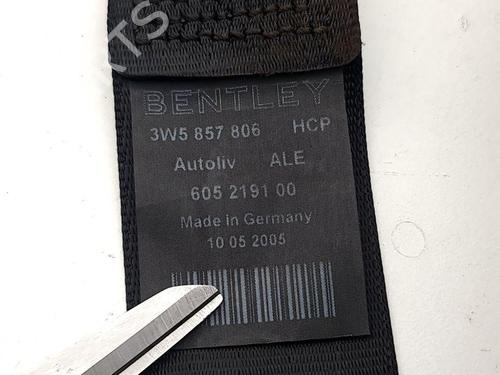 BENTLEY
3W5 857 806 HCP
Autoliv ALE
605 2191 00
Made in Germany
10 05 2005